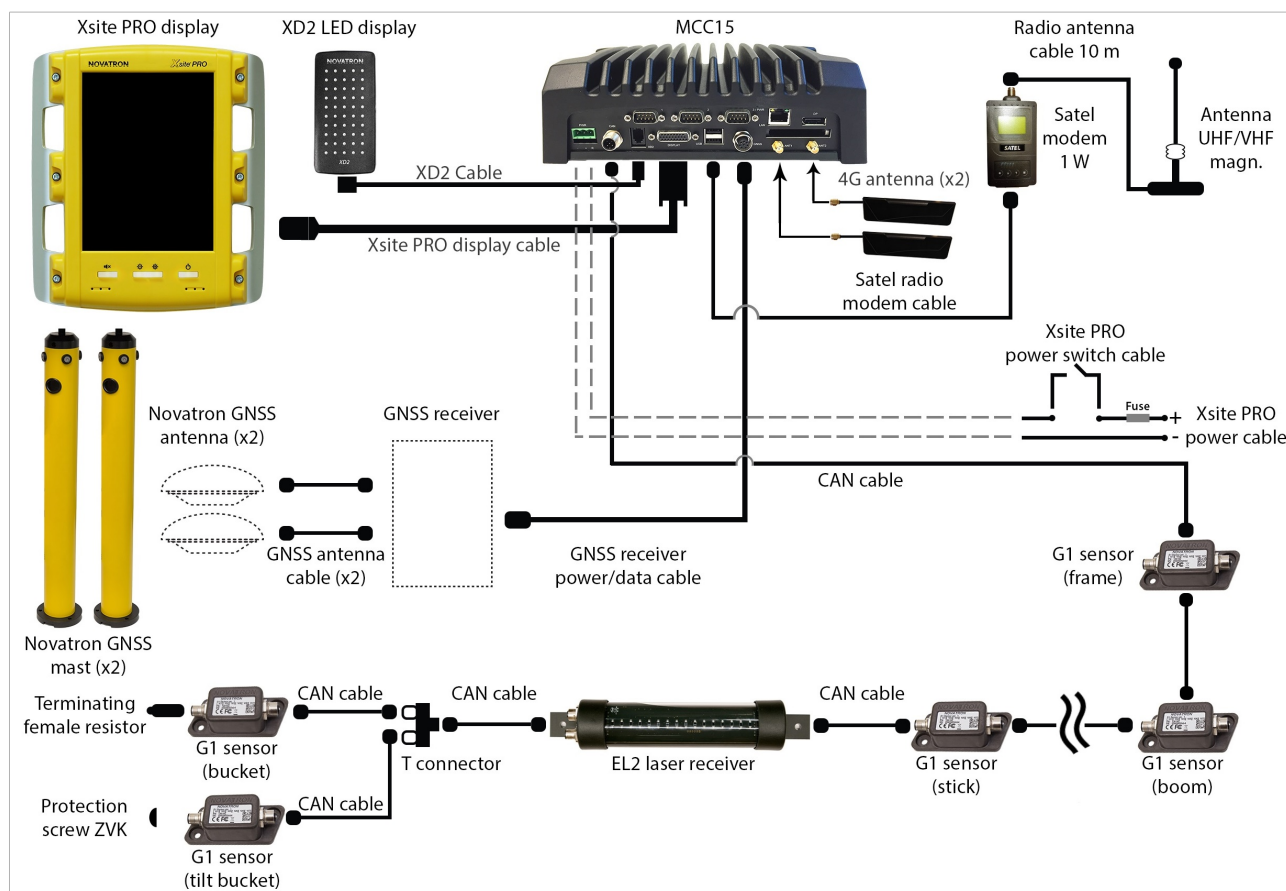 Xsite PRO display
XD2 LED display
MCC15
Radio antenna
cable 10 m
NOVATRON
Xsite PRO
NOVATRON
XD2
Satel
modem
1 W
SATEL
Antenna
UHF/VHF
magn.
XD2 Cable
4G antenna (x2)
Xsite PRO display cable
Satel radio
modem cable
Xsite PRO
power switch cable
Fuse
+
-
Xsite PRO
power cable
Novatron GNSS
antenna (x2)
GNSS receiver
CAN cable
GNSS antenna
cable (x2)
GNSS receiver
power/data cable
G1 sensor
(frame)
Novatron GNSS
mast (x2)
Terminating
female resistor
CAN cable
CAN cable
CAN cable
G1 sensor
(bucket)
T connector
EL2 laser receiver
G1 sensor
(stick)
G1 sensor
(boom)
Protection
screw ZVK
CAN cable
G1 sensor
(tilt bucket)